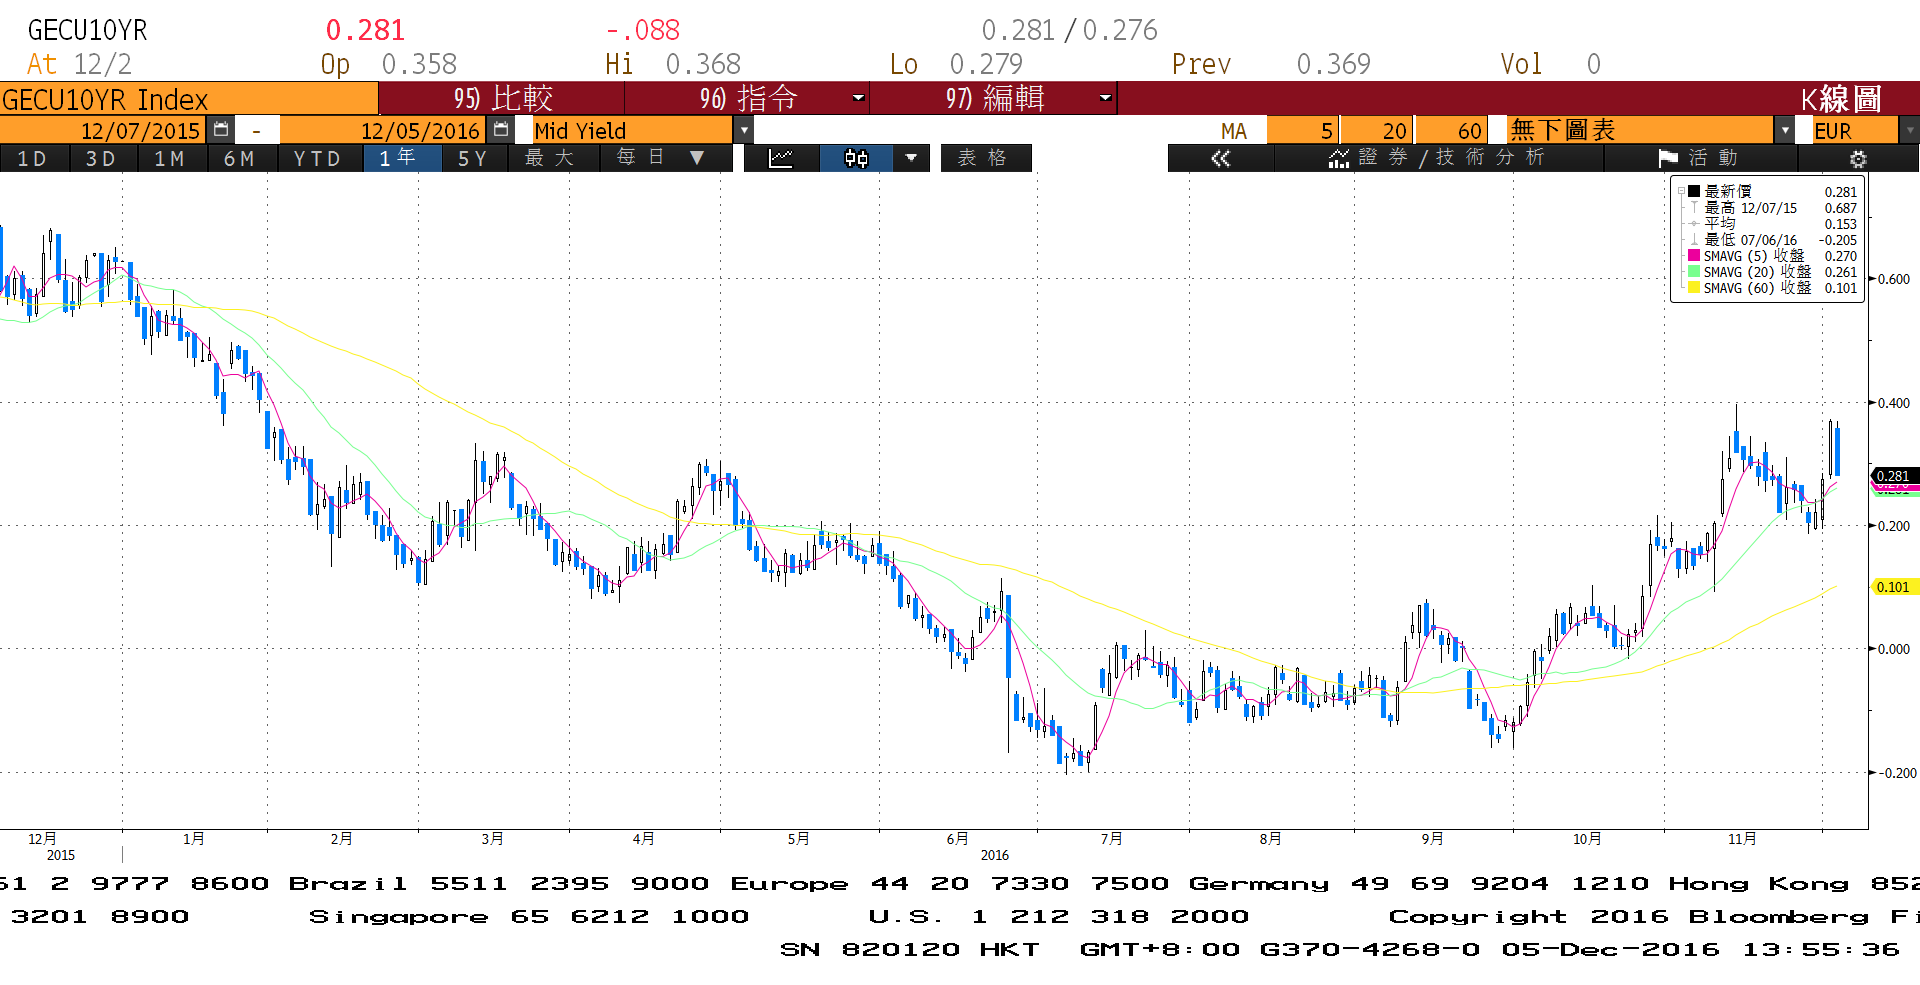 GECU10YR 0.281 -.088 0.281 / 0.276
At 12/2 Op 0.358 Hi 0.368 Lo 0.279 Prev 0.369 Vol 0
GECU10YR Index 95) 比較 96) 指令 97) 編輯 K線圖
12/07/2015 - 12/05/2016 Mid Yield MA 5 20 60 無下圖表 EUR
1D 3D 1M 6M YTD 1年 5Y 最大 每日 ▼ 表格 « 證券/技術分析 活動
最新價 0.281
最高 12/07/15 0.687
平均 0.153
最低 07/06/16 -0.205
SMAVG (5) 收盤 0.270
SMAVG (20) 收盤 0.261
SMAVG (60) 收盤 0.101
0.600
0.400
0.281
0.200
0.101
0.000
-0.200
12月 1月 2月 3月 4月 5月 6月 7月 8月 9月 10月 11月
2015 2016
61 2 9777 8600 Brazil 5511 2395 9000 Europe 44 20 7330 7500 Germany 49 69 9204 1210 Hong Kong 852
3201 8900 Singapore 65 6212 1000 U.S. 1 212 318 2000 Copyright 2016 Bloomberg Fi
SN 820120 HKT GMT+8:00 G370-4268-0 05-Dec-2016 13:55:36